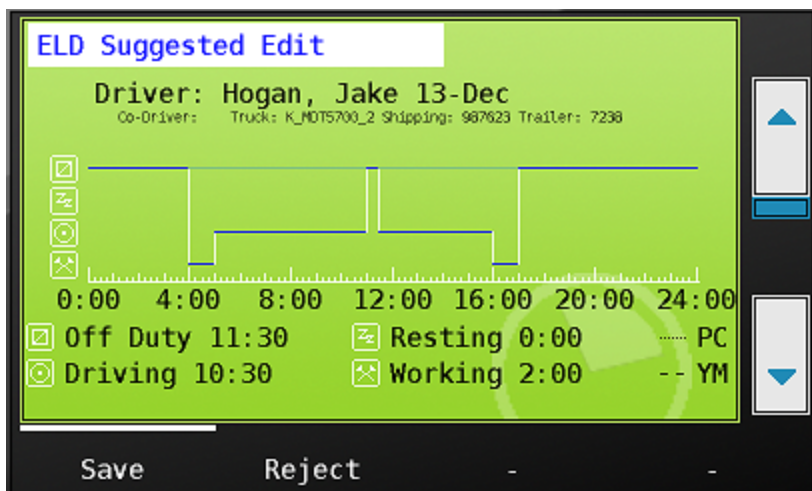 ELD Suggested Edit
Driver: Hogan, Jake 13-Dec
Co-Driver: Truck: K_MDT5700_2 Shipping: 987623 Trailer: 7238
0:00 4:00 8:00 12:00 16:00 20:00 24:00
Off Duty 11:30 Resting 0:00 ...... PC
Driving 10:30 Working 2:00 -- YM
Save Reject - -